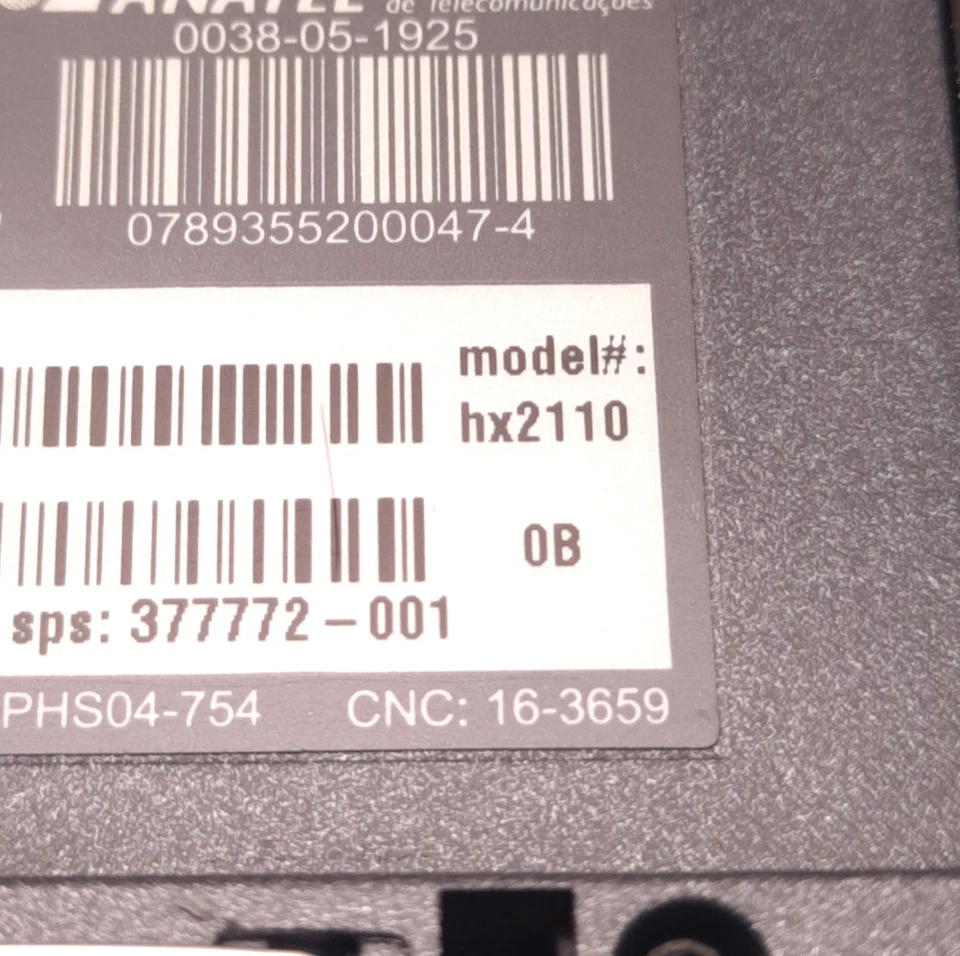 ANATEL de Telecomunicações
0038-05-1925
0789355200047-4
model#:
hx2110
0B
sps: 377772-001
PHS04-754 CNC: 16-3659